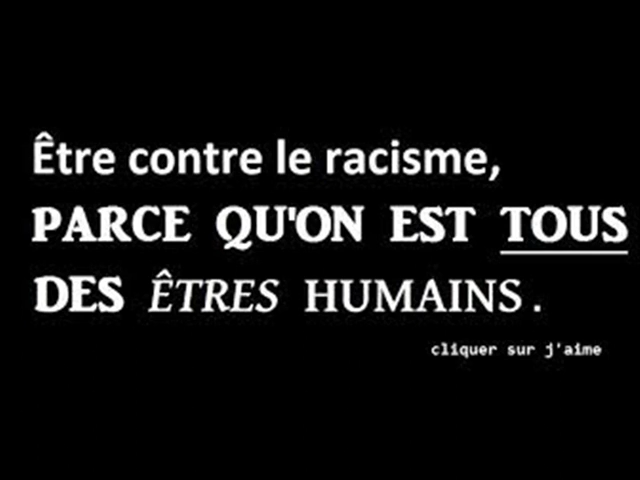 Être contre le racisme,
PARCE QU'ON EST TOUS
DES ÊTRES HUMAINS.
cliquer sur j'aime